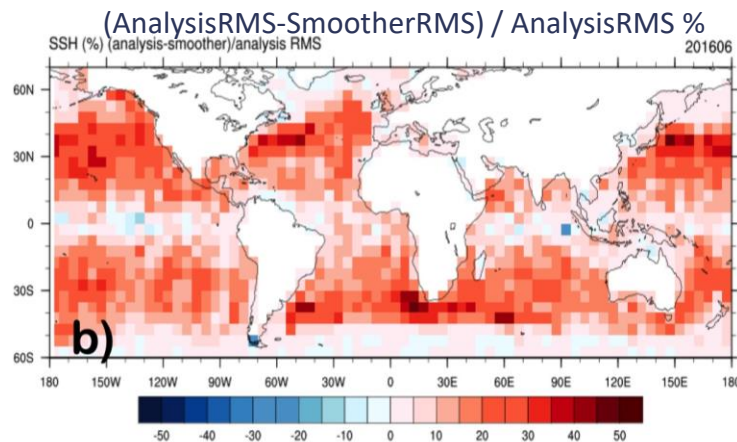 (AnalysisRMS-SmootherRMS) / AnalysisRMS %
SSH (%) (analysis-smoother)/analysis RMS 201606
60N
30N
0
30S
b)
60S
180 150W 120W 90W 60W 30W 0 30E 60E 90E 120E 150E 180
-50 -40 -30 -20 -10 0 10 20 30 40 50